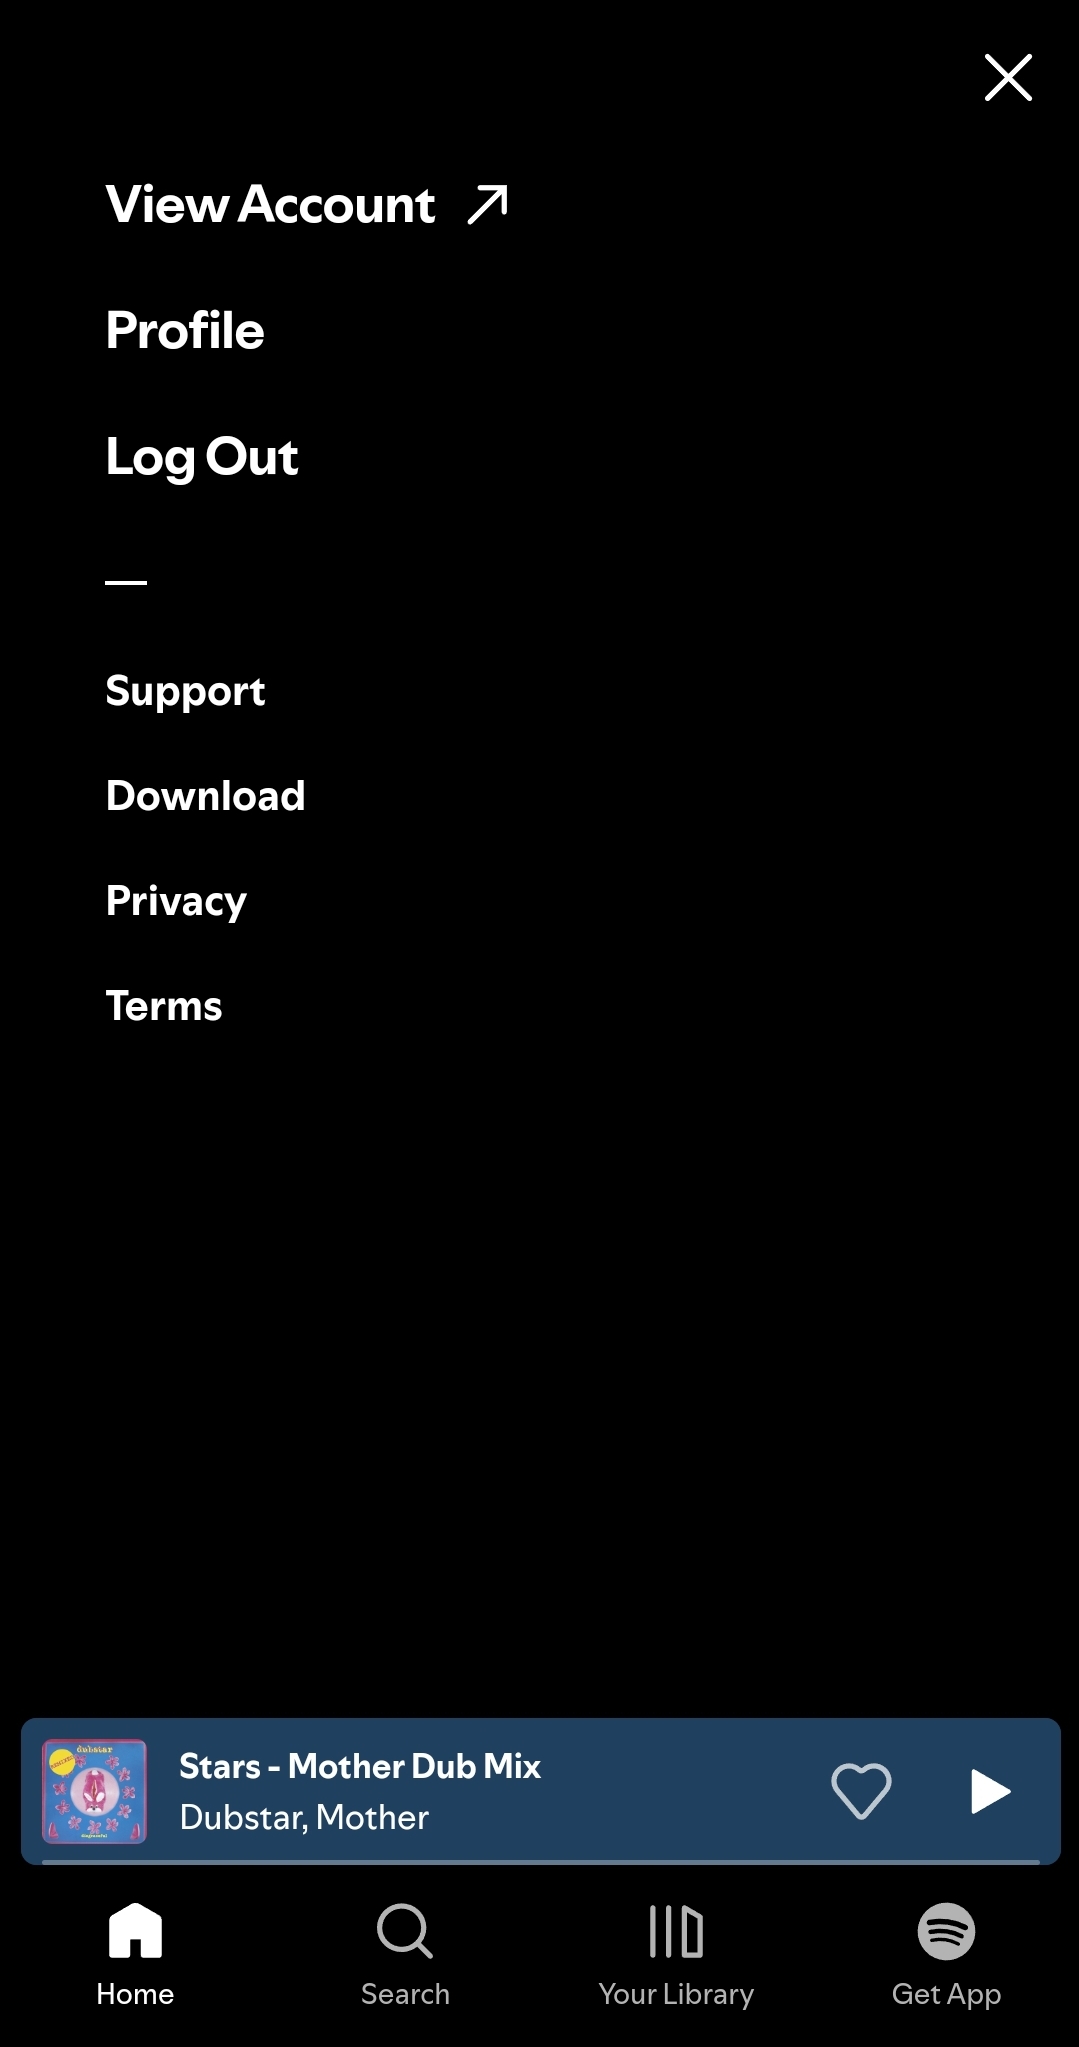 View Account
Profile
Log Out
Support
Download
Privacy
Terms
dubstar
Stars - Mother Dub Mix
Dubstar, Mother
Home
Search
Your Library
Get App